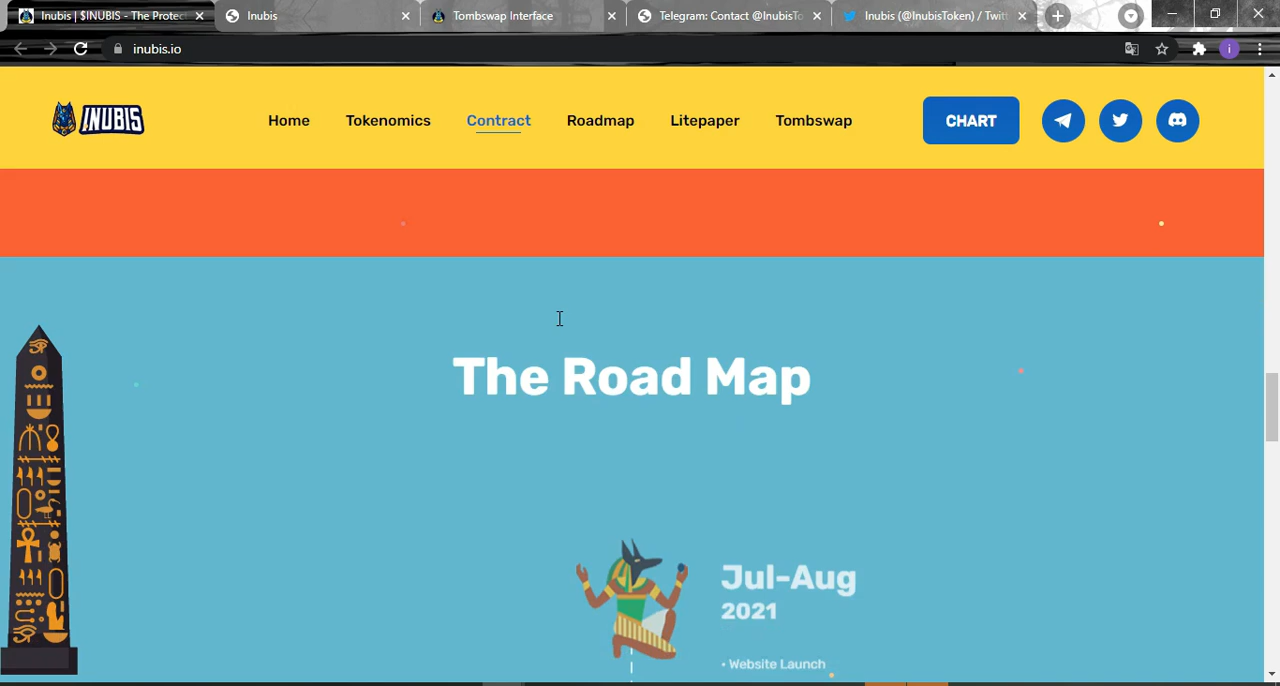 Inubis | $INUBIS - The Protec
Inubis
Tombswap Interface
Telegram: Contact @InubisTo
Inubis (@InubisToken) / Twitt
i
inubis.io
INUBIS
Home
Tokenomics
Contract
Roadmap
Litepaper
Tombswap
CHART
The Road Map
Jul-Aug
2021
• Website Launch